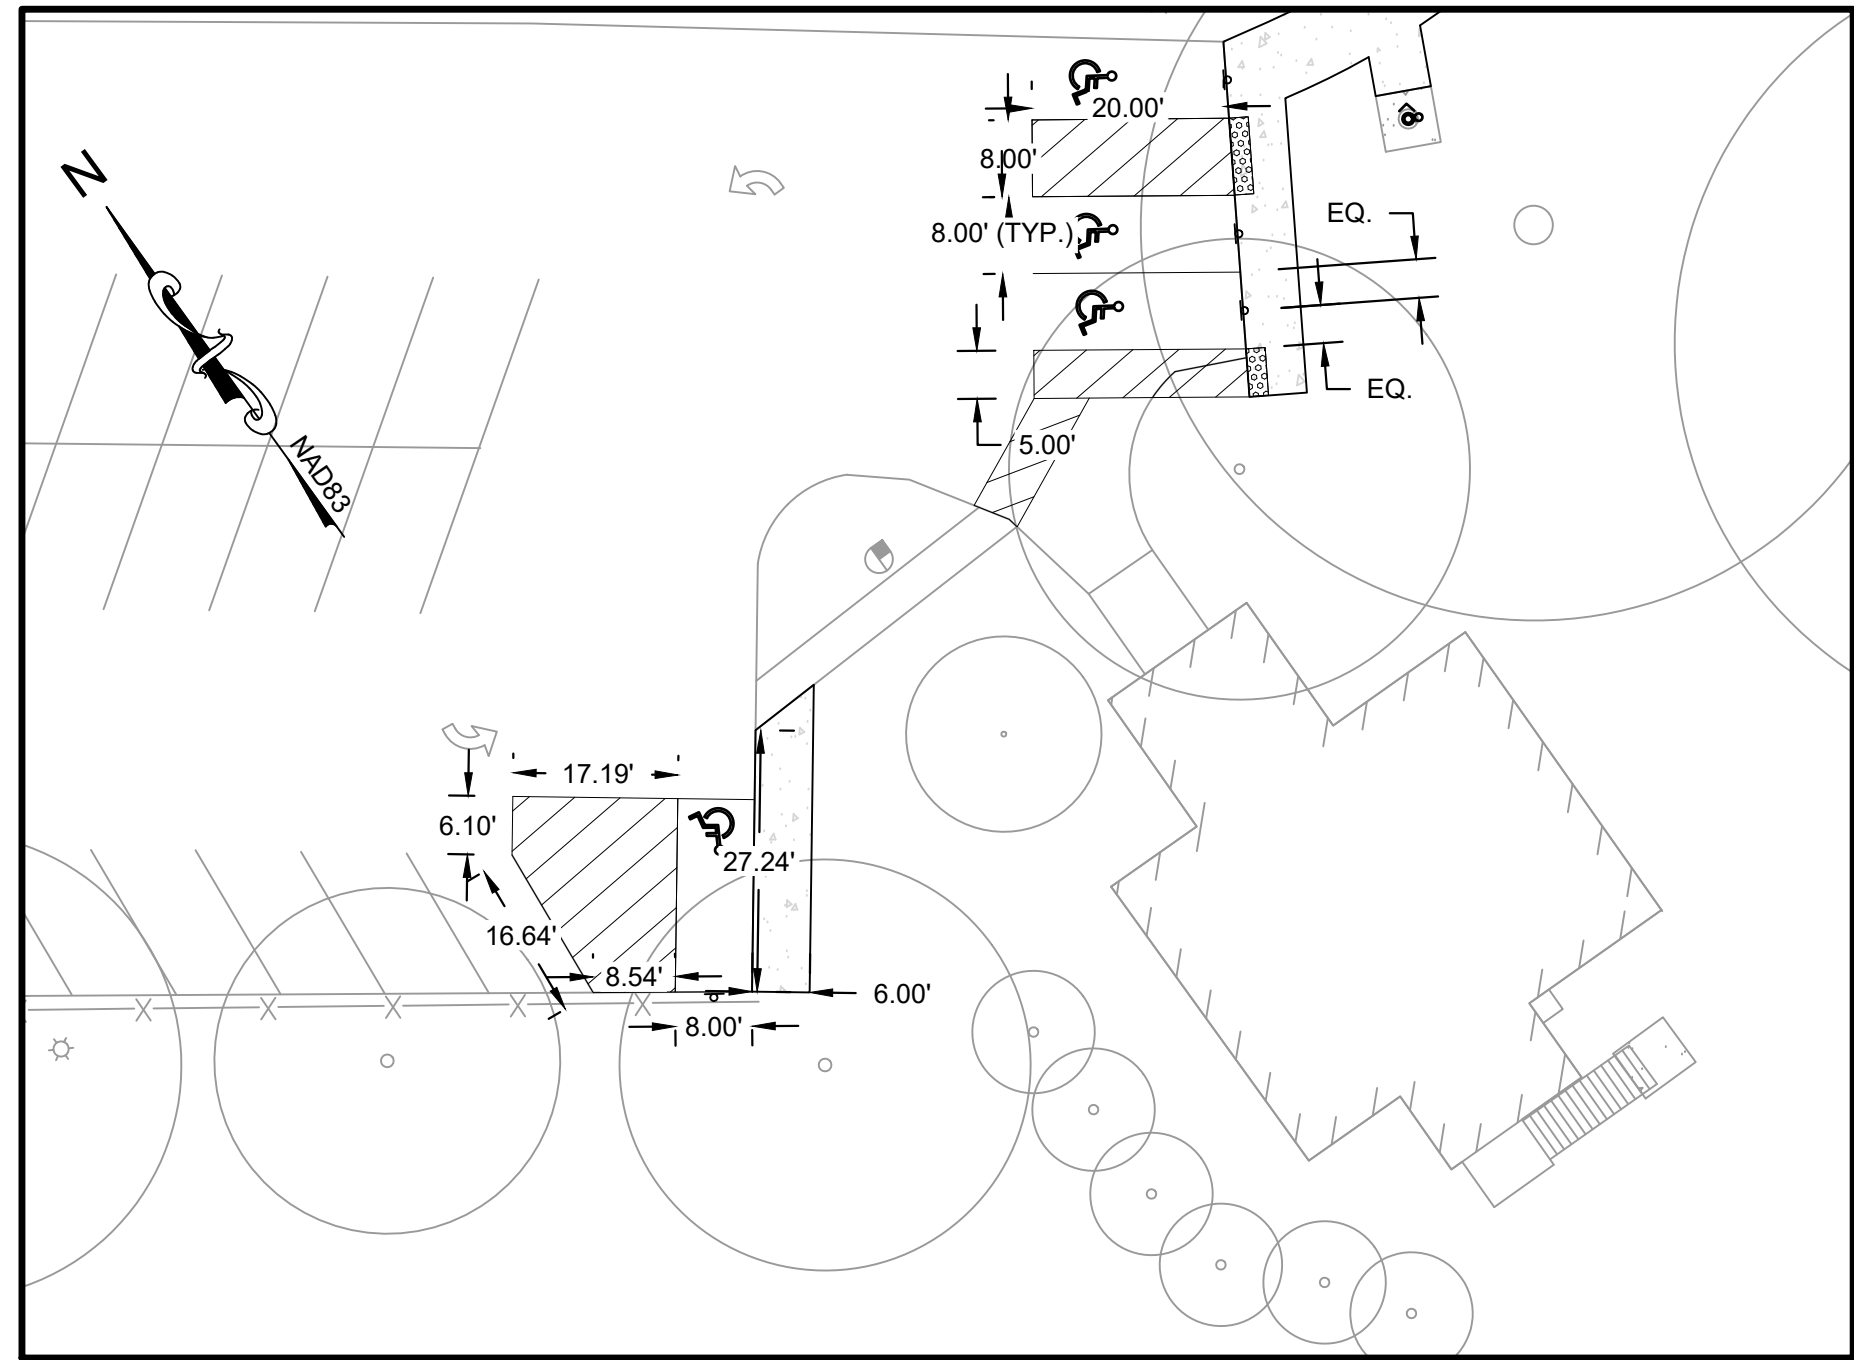 20.00'
N
8.00'
EQ.
8.00' (TYP.)
EQ.
5.00'
NAD83
17.19'
6.10'
27.24'
16.64'
8.54'
6.00'
8.00'